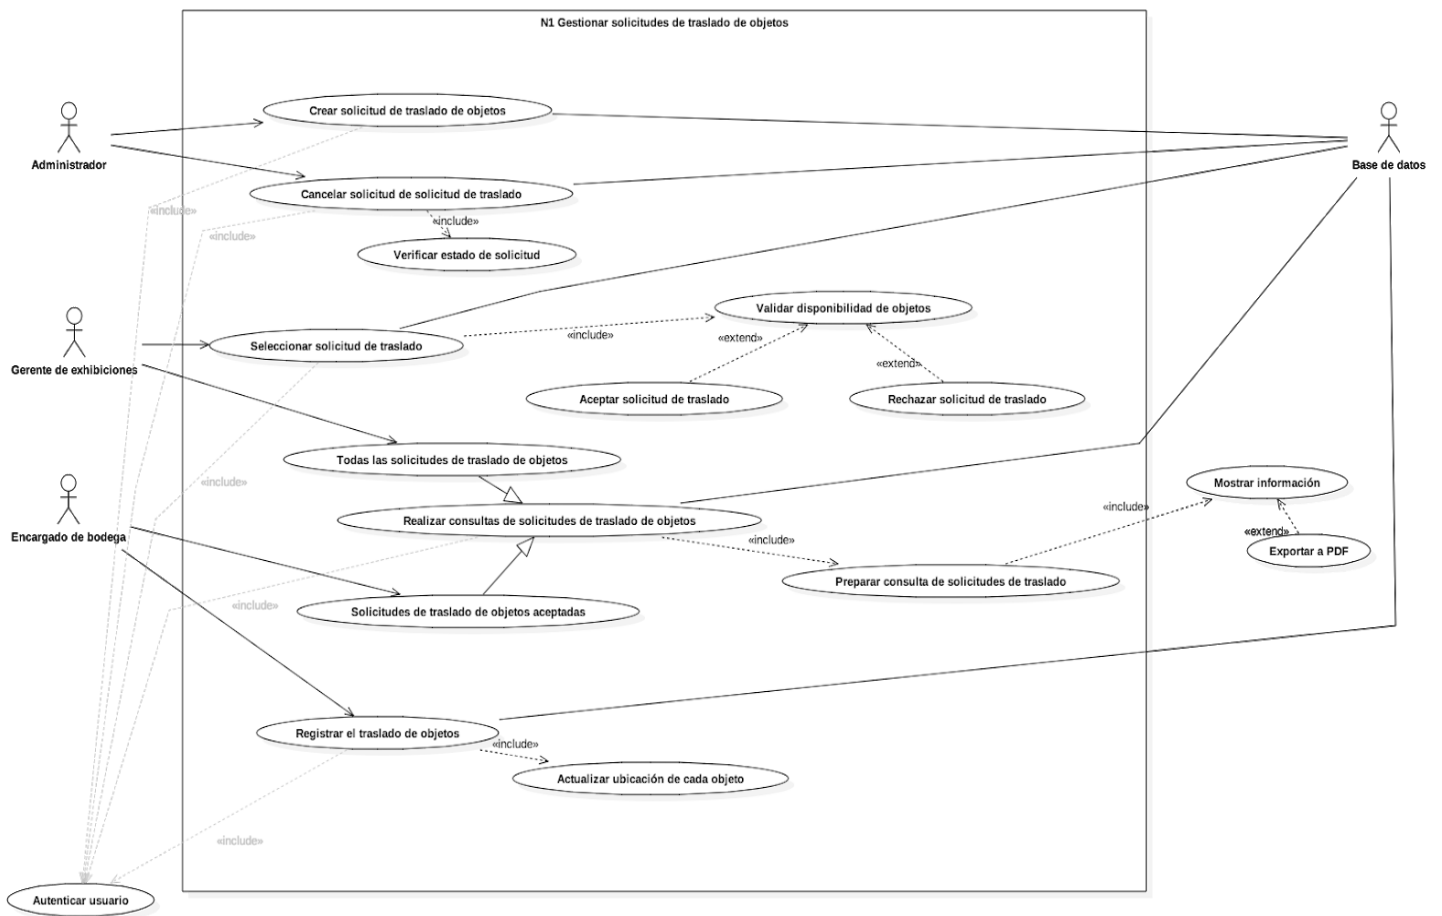 N1 Gestionar solicitudes de traslado de objetos
Crear solicitud de traslado de objetos
Administrador
Base de datos
Cancelar solicitud de solicitud de traslado
«include»
«include»
«include»
Verificar estado de solicitud
Validar disponibilidad de objetos
«include»
«extend»
Seleccionar solicitud de traslado
«extend»
Gerente de exhibiciones
Aceptar solicitud de traslado
Rechazar solicitud de traslado
Todas las solicitudes de traslado de objetos
«include»
Mostrar información
«include»
Realizar consultas de solicitudes de traslado de objetos
«extend»
Encargado de bodega
«include»
Exportar a PDF
Preparar consulta de solicitudes de traslado
«include»
Solicitudes de traslado de objetos aceptadas
Registrar el traslado de objetos
«include»
Actualizar ubicación de cada objeto
«include»
Autenticar usuario